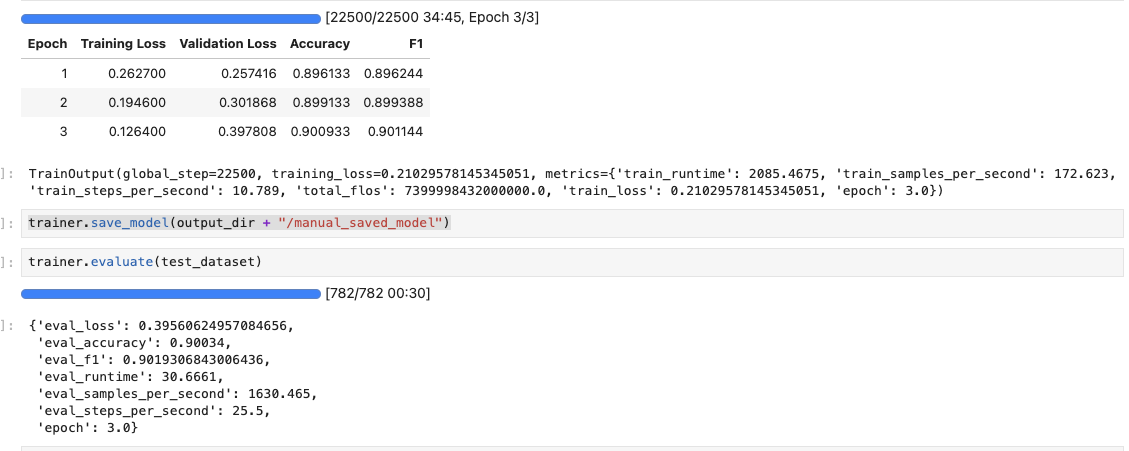 [22500/22500 34:45, Epoch 3/3]
Epoch Training Loss Validation Loss Accuracy F1
1 0.262700 0.257416 0.896133 0.896244
2 0.194600 0.301868 0.899133 0.899388
3 0.126400 0.397808 0.900933 0.901144
]: TrainOutput(global_step=22500, training_loss=0.21029578145345051, metrics={'train_runtime': 2085.4675, 'train_samples_per_second': 172.623,
'train_steps_per_second': 10.789, 'total_flos': 7399998432000000.0, 'train_loss': 0.21029578145345051, 'epoch': 3.0})
]: trainer.save_model(output_dir + "/manual_saved_model")
]: trainer.evaluate(test_dataset)
[782/782 00:30]
]: {'eval_loss': 0.39560624957084656,
'eval_accuracy': 0.90034,
'eval_f1': 0.9019306843006436,
'eval_runtime': 30.6661,
'eval_samples_per_second': 1630.465,
'eval_steps_per_second': 25.5,
'epoch': 3.0}